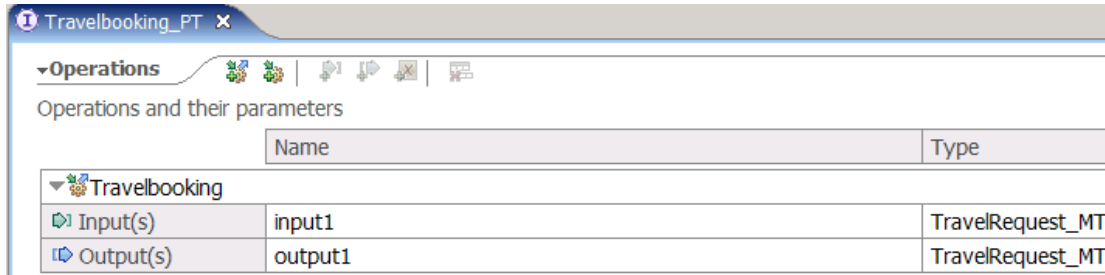 Travelbooking_PT
Operations
Operations and their parameters
Name Type
Travelbooking
Input(s) input1 TravelRequest_MT
Output(s) output1 TravelRequest_MT